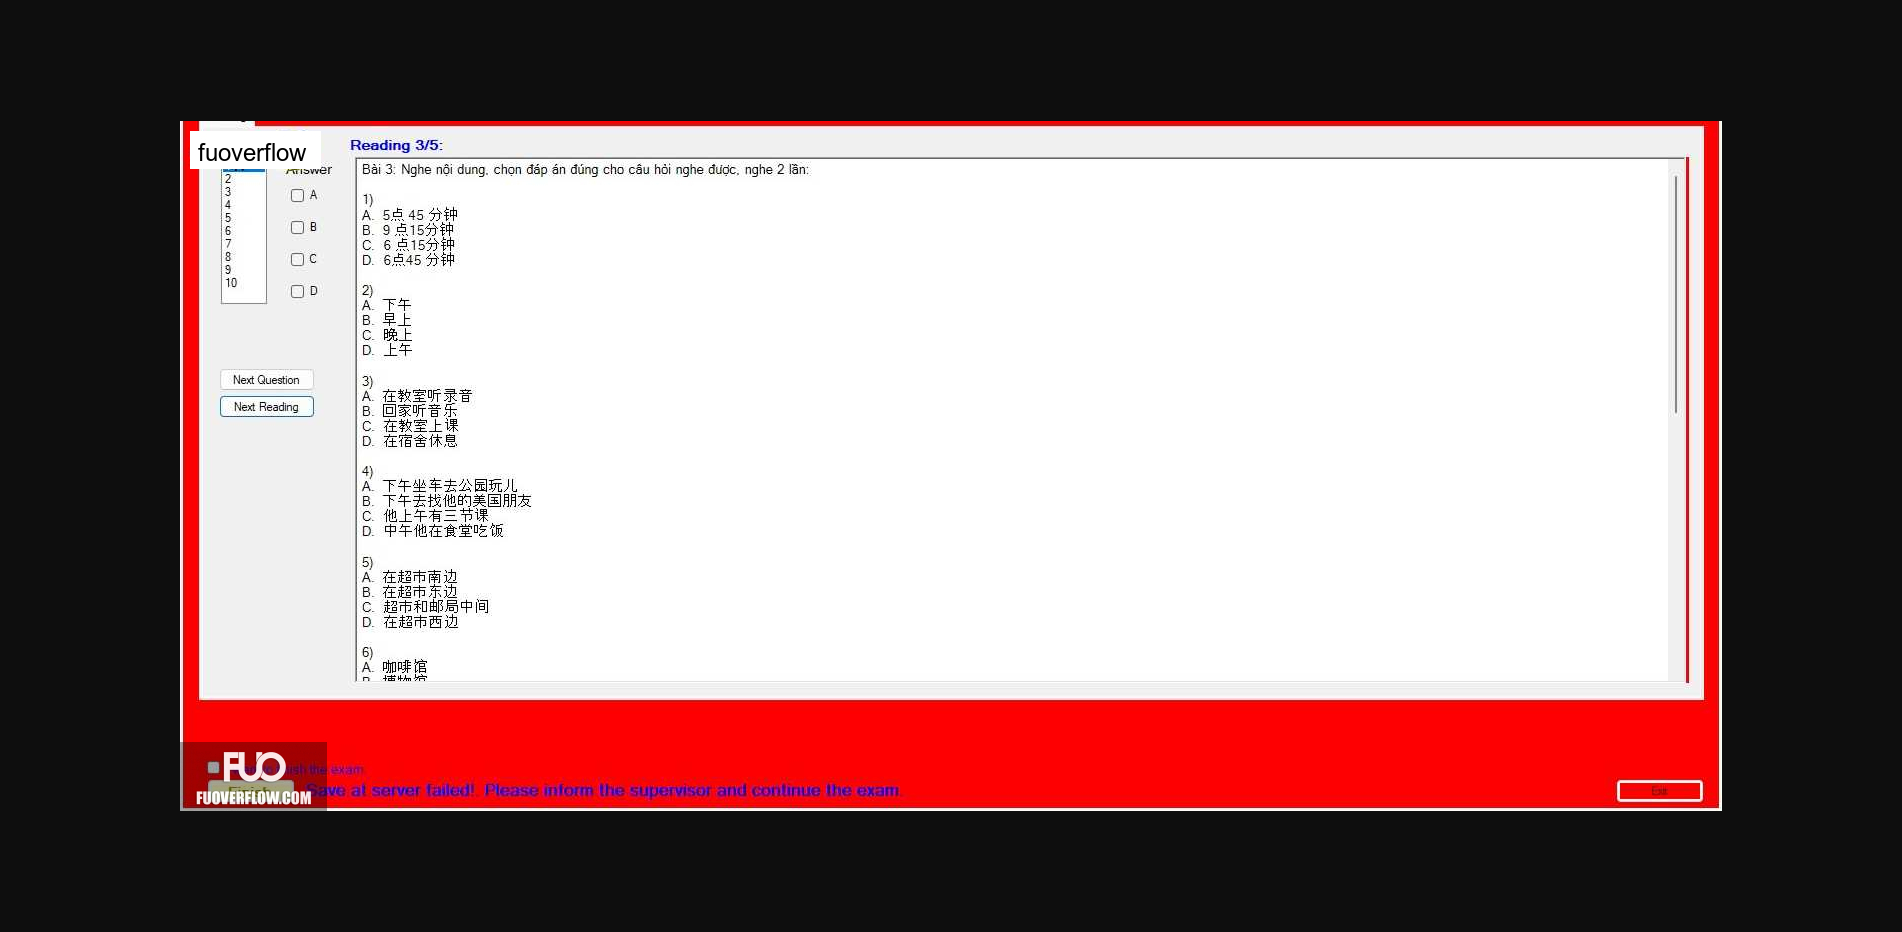 Reading 3/5:
fuoverflow
Answer
2
3
4
5
6
7
8
9
10
A
B
C
D
Next Question
Next Reading
Bài 3: Nghe nội dung, chọn đáp án đúng cho câu hỏi nghe được, nghe 2 lần:
1)
A. 5点 45 分钟
B. 9 点15分钟
C. 6 点15分钟
D. 6点45 分钟
2)
A. 下午
B. 早上
C. 晚上
D. 上午
3)
A. 在教室听录音
B. 回家听音乐
C. 在教室上课
D. 在宿舍休息
4)
A. 下午坐车去公园玩儿
B. 下午去找他的美国朋友
C. 他上午有三节课
D. 中午他在食堂吃饭
5)
A. 在超市南边
B. 在超市东边
C. 超市和邮局中间
D. 在超市西边
6)
A. 咖啡馆
B. 博物馆
FUO
the exam.
FUOVERFLOW.COM
Finish
Save at server failed!. Please inform the supervisor and continue the exam.
Exit